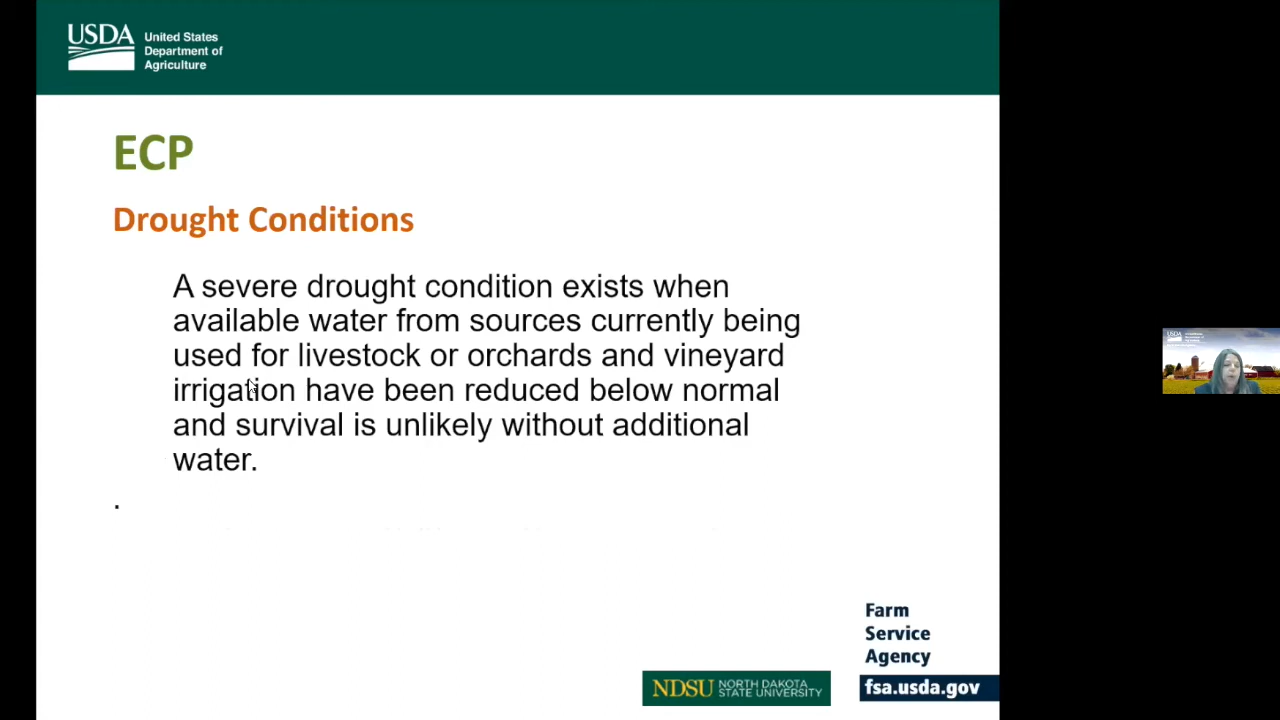 USDA
United States
Department of
Agriculture
ECP
Drought Conditions
A severe drought condition exists when
available water from sources currently being
used for livestock or orchards and vineyard
irrigation have been reduced below normal
and survival is unlikely without additional
water.
.
Farm
Service
Agency
fsa.usda.gov
NDSU NORTH DAKOTA
STATE UNIVERSITY
USDA